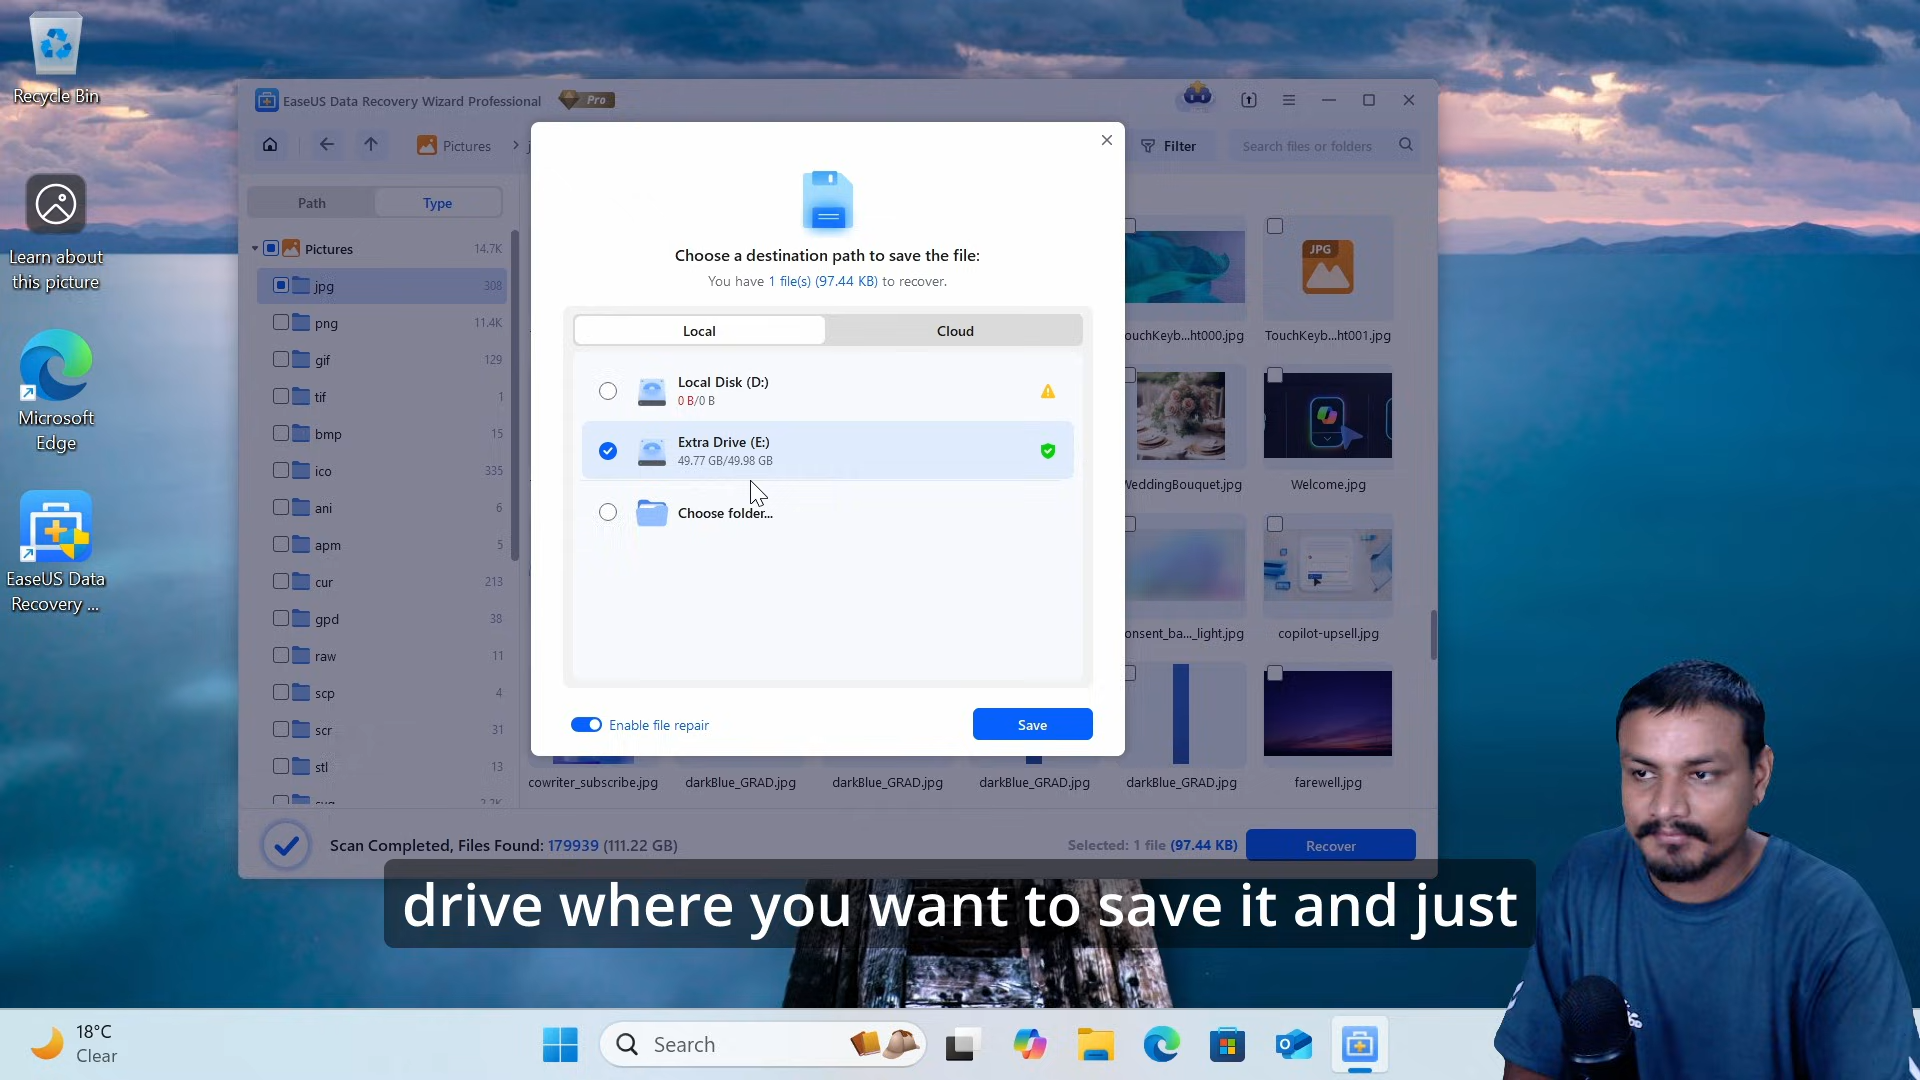 Recycle Bin
Learn about
this picture
Microsoft
Edge
EaseUS Data
Recovery ...
EaseUS Data Recovery Wizard Professional
Pro
Pictures
Filter
Search files or folders
Path
Type
Pictures 14.7K
jpg 308
png 11.4K
gif 129
tif 1
bmp 15
ico 335
ani 6
apm 5
cur 213
gpd 38
raw 11
scp 4
scr 31
stl 13
Choose a destination path to save the file:
You have 1 file(s) (97.44 KB) to recover.
Local
Cloud
Local Disk (D:)
0 B/0 B
Extra Drive (E:)
49.77 GB/49.98 GB
Choose folder...
Enable file repair
Save
JPG
ouchKeyb...ht000.jpg
TouchKeyb...ht001.jpg
WeddingBouquet.jpg
Welcome.jpg
onsent_ba..._light.jpg
copilot-upsell.jpg
cowriter_subscribe.jpg
darkBlue_GRAD.jpg
darkBlue_GRAD.jpg
darkBlue_GRAD.jpg
darkBlue_GRAD.jpg
farewell.jpg
Scan Completed, Files Found: 179939 (111.22 GB)
Selected: 1 file (97.44 KB)
Recover
drive where you want to save it and just
18°C
Clear
Search